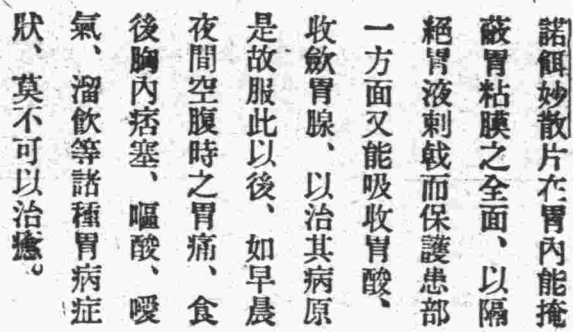 諾餌妙散片在胃內能掩
蔽胃粘膜之全面、以隔
絕胃液刺戟而保護患部
一方面又能吸收胃酸、
收歛胃腺、以治其病原
是故服此以後、如早晨
夜間空腹時之胃痛、食
後胸內痞塞、嘔酸、噯
氣、溜飲等諸種胃病症
狀、莫不可以治癒。